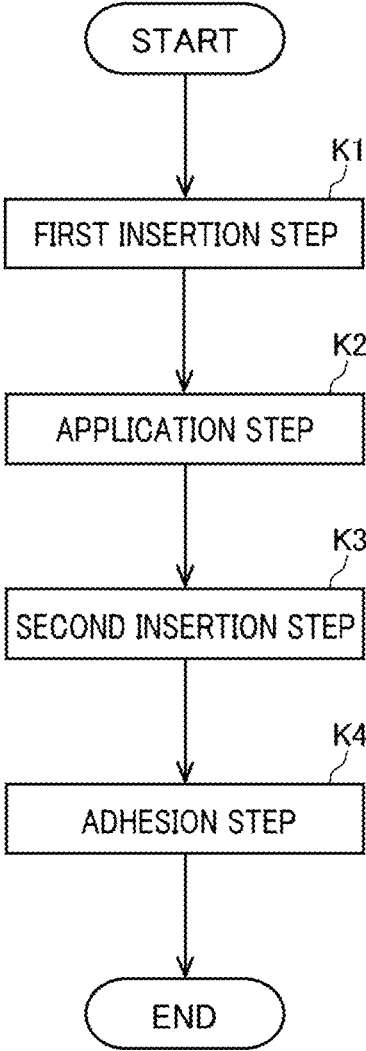 START
K1
FIRST INSERTION STEP
K2
APPLICATION STEP
K3
SECOND INSERTION STEP
K4
ADHESION STEP
END